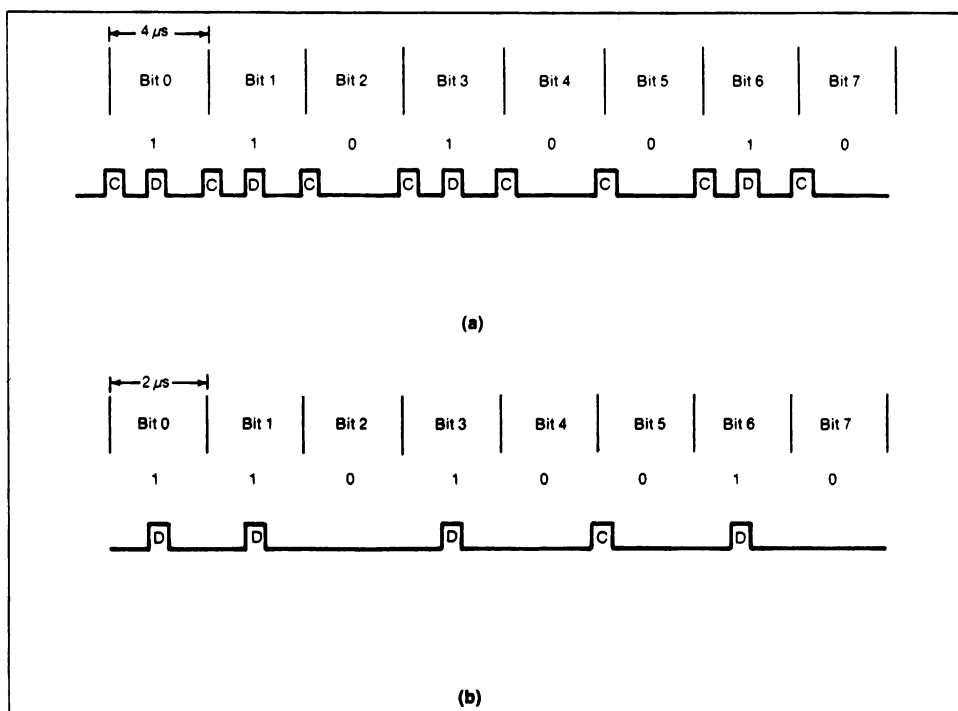 4 μs
Bit 0 Bit 1 Bit 2 Bit 3 Bit 4 Bit 5 Bit 6 Bit 7
1 1 0 1 0 0 1 0
C D C D C C D C C C D C
(a)
2 μs
Bit 0 Bit 1 Bit 2 Bit 3 Bit 4 Bit 5 Bit 6 Bit 7
1 1 0 1 0 0 1 0
D D D C D
(b)